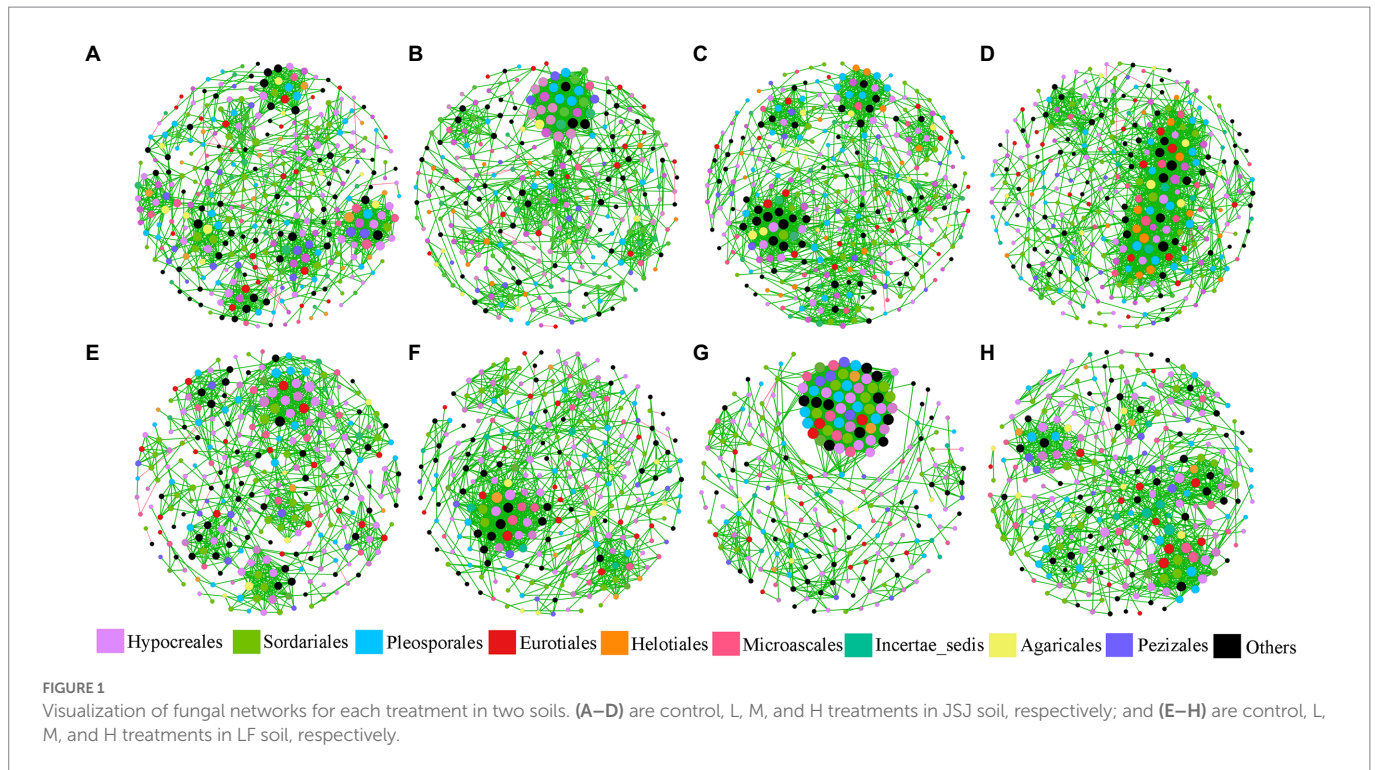 A B C D
E F G H
Hypocreales Sordariales Pleosporales Eurotiales Helotiales Microascales Incertae_sedis Agaricales Pezizales Others
FIGURE 1
Visualization of fungal networks for each treatment in two soils. (A–D) are control, L, M, and H treatments in JSJ soil, respectively; and (E–H) are control, L,
M, and H treatments in LF soil, respectively.